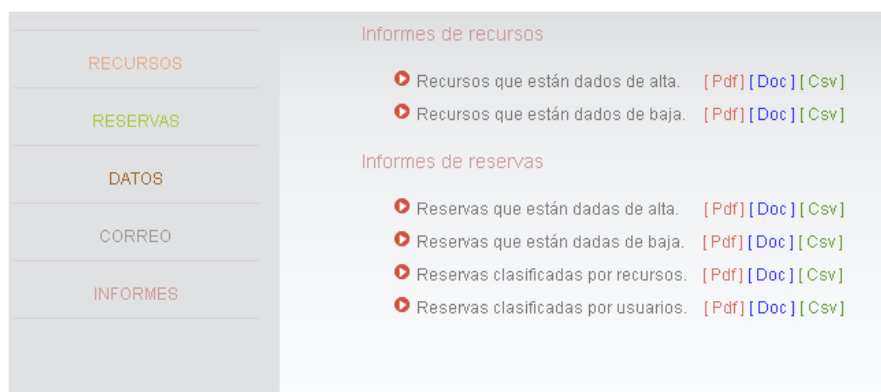 RECURSOS
RESERVAS
DATOS
CORREO
INFORMES
Informes de recursos
Recursos que están dados de alta. [ Pdf ] [ Doc ] [ Csv ]
Recursos que están dados de baja. [ Pdf ] [ Doc ] [ Csv ]
Informes de reservas
Reservas que están dadas de alta. [ Pdf ] [ Doc ] [ Csv ]
Reservas que están dadas de baja. [ Pdf ] [ Doc ] [ Csv ]
Reservas clasificadas por recursos. [ Pdf ] [ Doc ] [ Csv ]
Reservas clasificadas por usuarios. [ Pdf ] [ Doc ] [ Csv ]